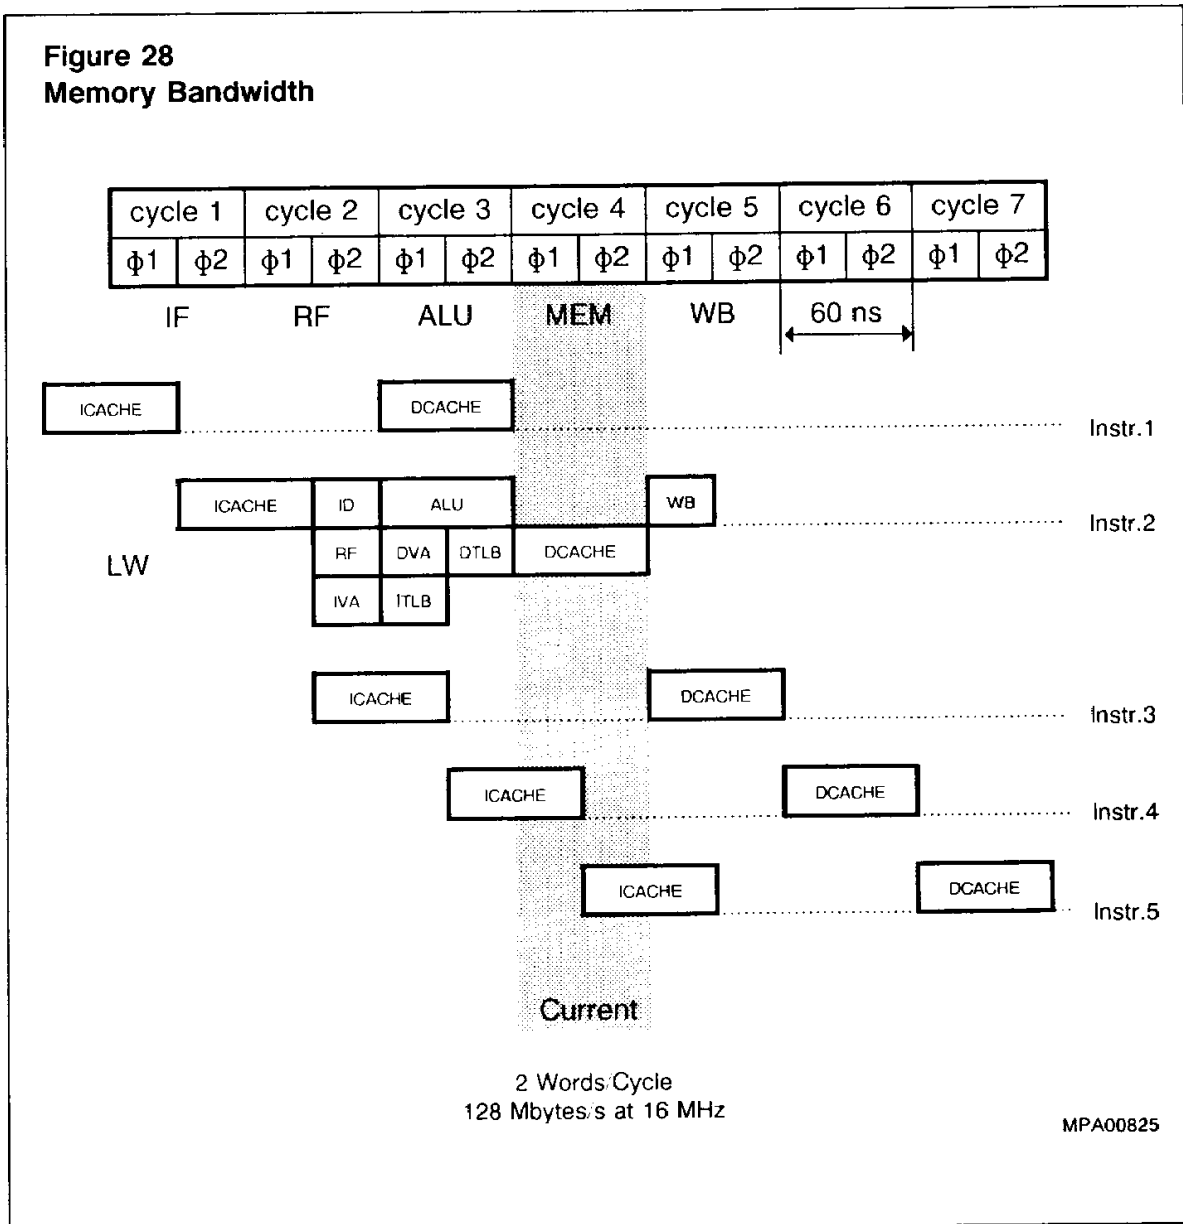 Figure 28
Memory Bandwidth
cycle 1 cycle 2 cycle 3 cycle 4 cycle 5 cycle 6 cycle 7
ϕ1 ϕ2 ϕ1 ϕ2 ϕ1 ϕ2 ϕ1 ϕ2 ϕ1 ϕ2 ϕ1 ϕ2 ϕ1 ϕ2
IF RF ALU MEM WB 60 ns
ICACHE DCACHE Instr.1
ICACHE ID ALU WB Instr.2
LW RF DVA DTLB DCACHE
IVA ITLB
ICACHE DCACHE Instr.3
ICACHE DCACHE Instr.4
ICACHE DCACHE Instr.5
Current
2 Words/Cycle
128 Mbytes/s at 16 MHz
MPA00825